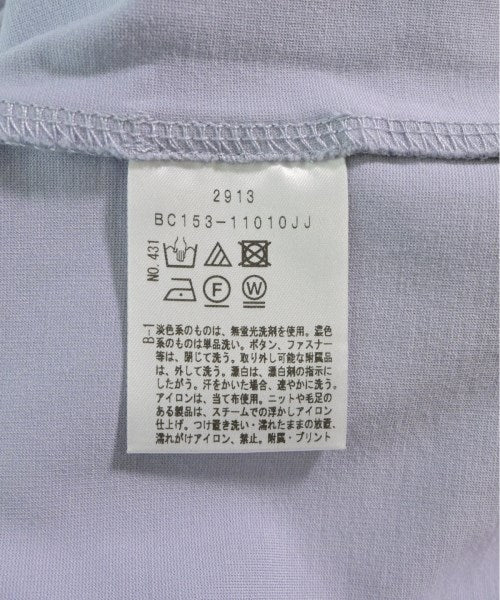 2913
BC153-11010JJ
NO.431
F
W
B-1
淡色系のものは、無蛍光洗剤を使用。濃色
系のものは単品洗い。ボタン、ファスナー
等は、閉じて洗う。取り外し可能な附属品
は、外して洗う。漂白は、漂白剤の指示に
したがう。汗をかいた場合、速やかに洗う。
アイロンは、当て布使用。ニットや毛足の
ある製品は、スチームでの浮かしアイロン
仕上げ。つけ置き洗い・濡れたままの放置、
濡れがけアイロン、禁止。附属・プリント